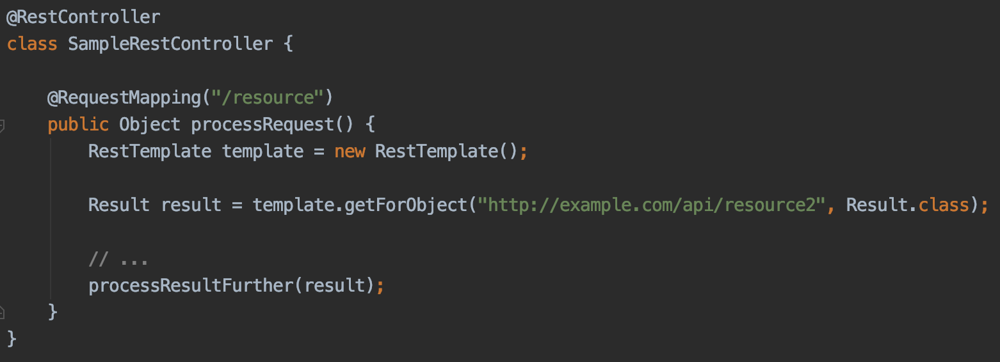 @RestController
class SampleRestController {
@RequestMapping("/resource")
public Object processRequest() {
RestTemplate template = new RestTemplate();
Result result = template.getForObject("http://example.com/api/resource2", Result.class);
// ...
processResultFurther(result);
}
}